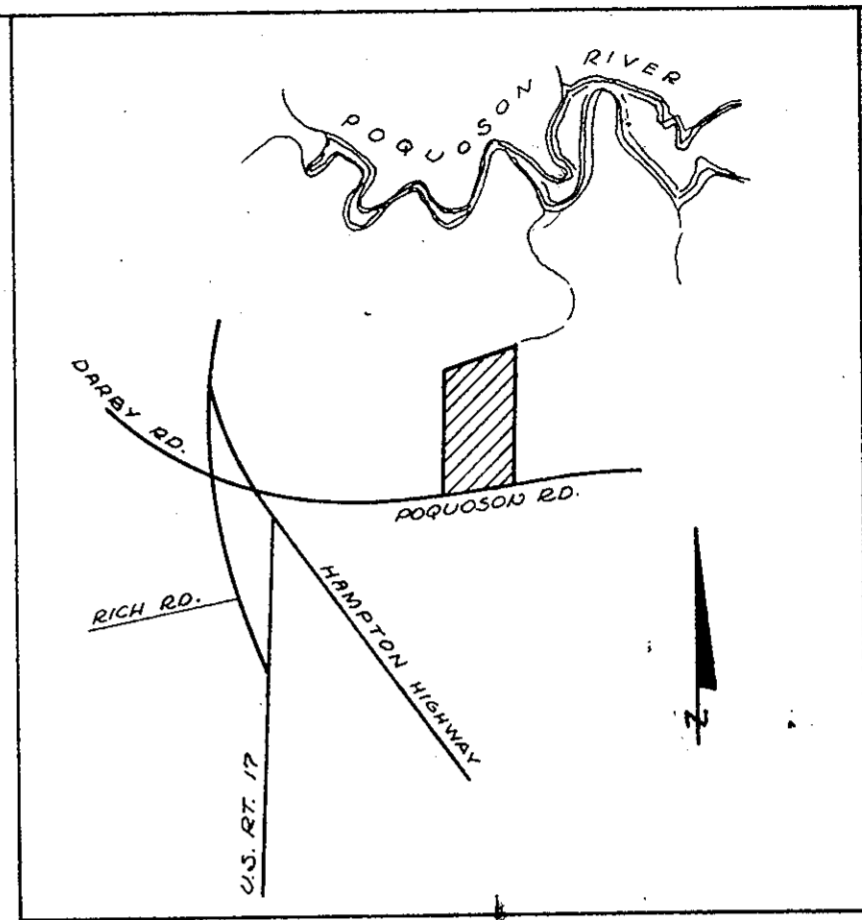 POQUOSON RIVER
DARBY RD.
POQUOSON RD.
RICH RD.
HAMPTON HIGHWAY
U.S. RT. 17
N